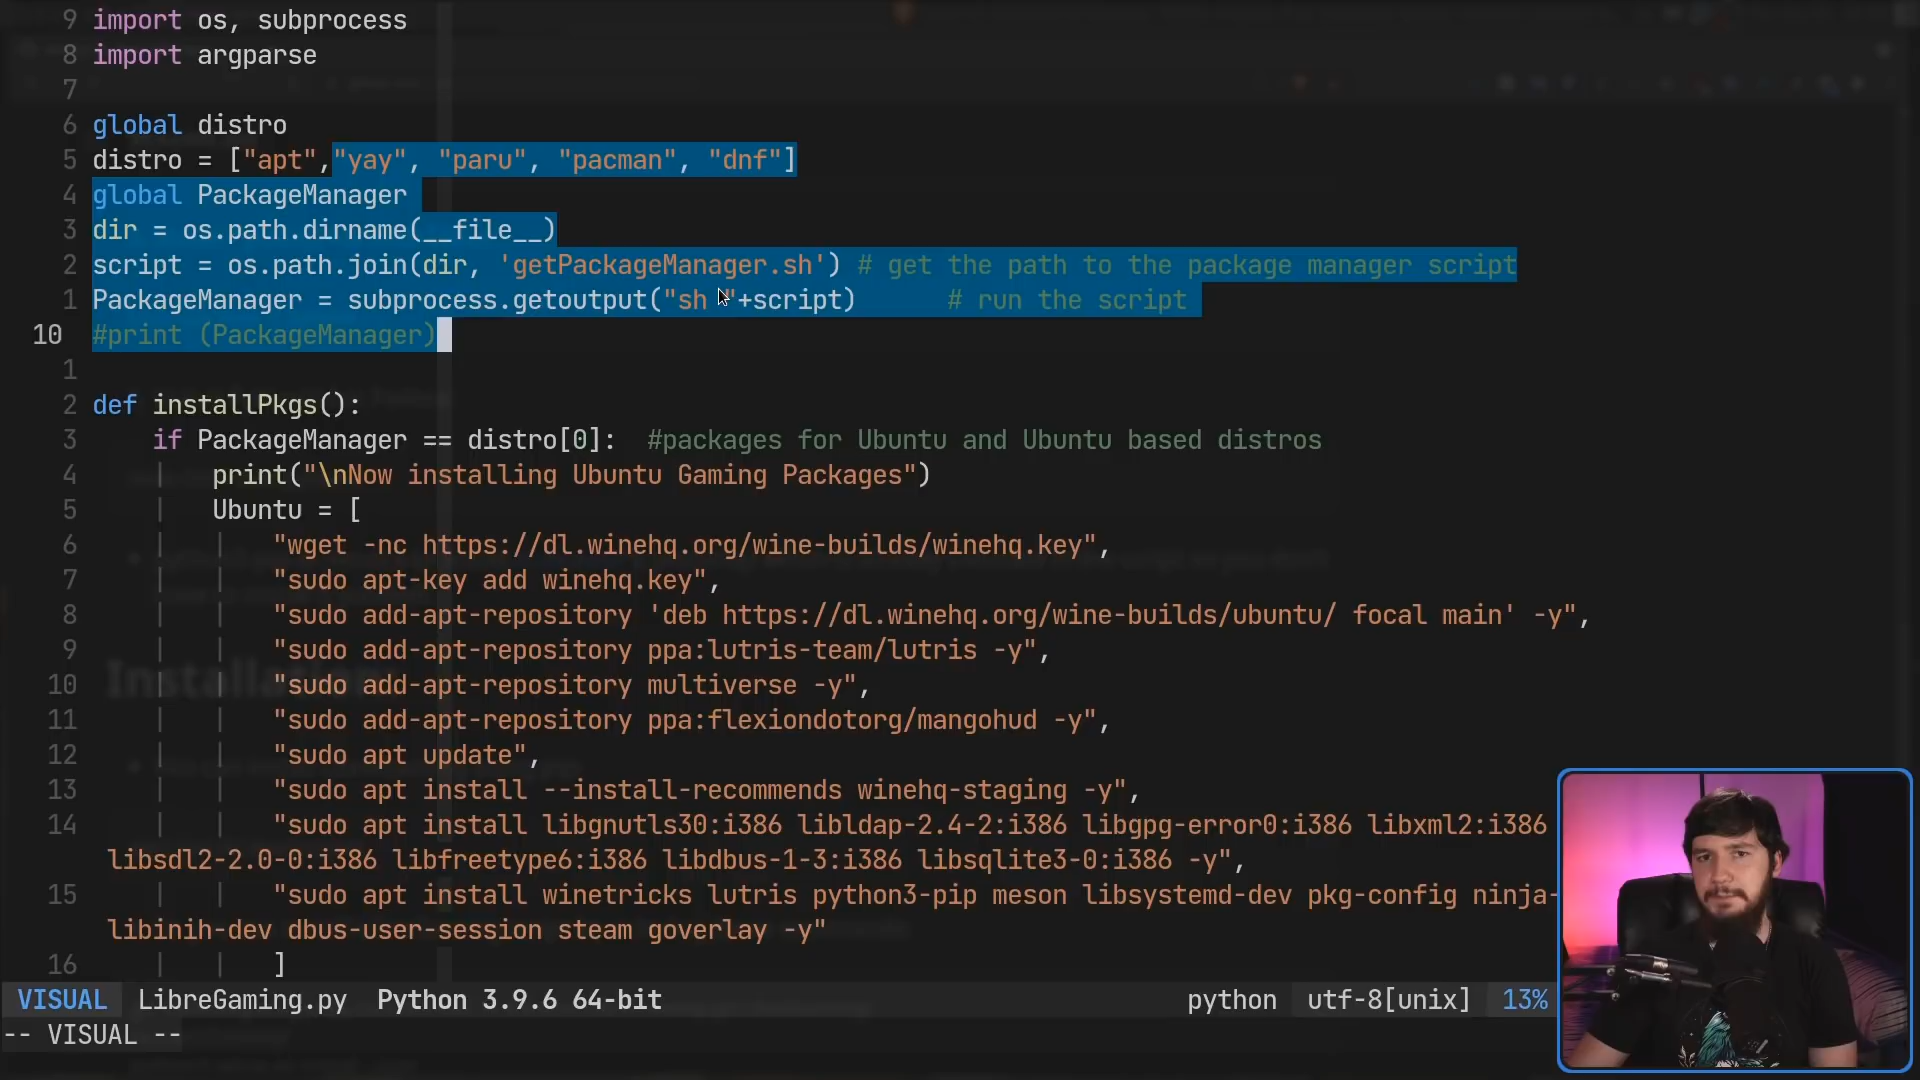 9 import os, subprocess
8 import argparse
7
6 global distro
5 distro = ["apt","yay", "paru", "pacman", "dnf"]
4 global PackageManager
3 dir = os.path.dirname(__file__)
2 script = os.path.join(dir, 'getPackageManager.sh') # get the path to the package manager script
1 PackageManager = subprocess.getoutput("sh "+script) # run the script
10 #print (PackageManager)
1
2 def installPkgs():
3 if PackageManager == distro[0]: #packages for Ubuntu and Ubuntu based distros
4 print("\nNow installing Ubuntu Gaming Packages")
5 Ubuntu = [
6 "wget -nc https://dl.winehq.org/wine-builds/winehq.key",
7 "sudo apt-key add winehq.key",
8 "sudo add-apt-repository 'deb https://dl.winehq.org/wine-builds/ubuntu/ focal main' -y",
9 "sudo add-apt-repository ppa:lutris-team/lutris -y",
10 "sudo add-apt-repository multiverse -y",
11 "sudo add-apt-repository ppa:flexiondotorg/mangohud -y",
12 "sudo apt update",
13 "sudo apt install --install-recommends winehq-staging -y",
14 "sudo apt install libgnutls30:i386 libldap-2.4-2:i386 libgpg-error0:i386 libxml2:i386
libsdl2-2.0-0:i386 libfreetype6:i386 libdbus-1-3:i386 libsqlite3-0:i386 -y",
15 "sudo apt install winetricks lutris python3-pip meson libsystemd-dev pkg-config ninja-
libinih-dev dbus-user-session steam goverlay -y"
16 ]
VISUAL LibreGaming.py Python 3.9.6 64-bit python utf-8[unix] 13%
-- VISUAL --